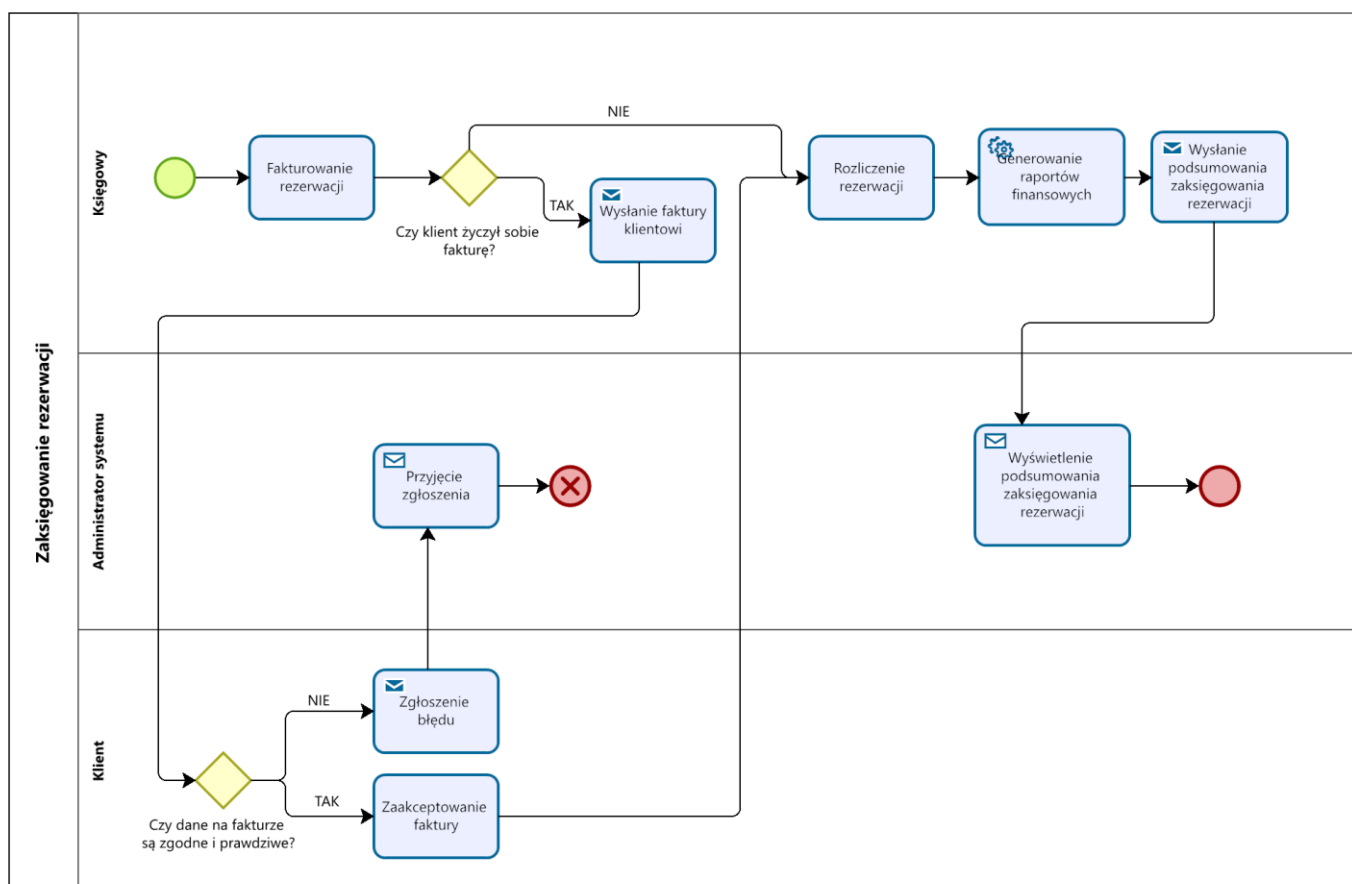 Zaksięgowanie rezerwacji
Księgowy
Fakturowanie
rezerwacji
NIE
TAK
Czy klient życzył sobie
fakturę?
Wysłanie faktury
klientowi
Rozliczenie
rezerwacji
Generowanie
raportów
finansowych
Wysłanie
podsumowania
zaksięgowania
rezerwacji
Administrator systemu
Przyjęcie
zgłoszenia
Wyświetlenie
podsumowania
zaksięgowania
rezerwacji
Klient
Czy dane na fakturze
są zgodne i prawdziwe?
NIE
Zgłoszenie
błędu
TAK
Zaakceptowanie
faktury